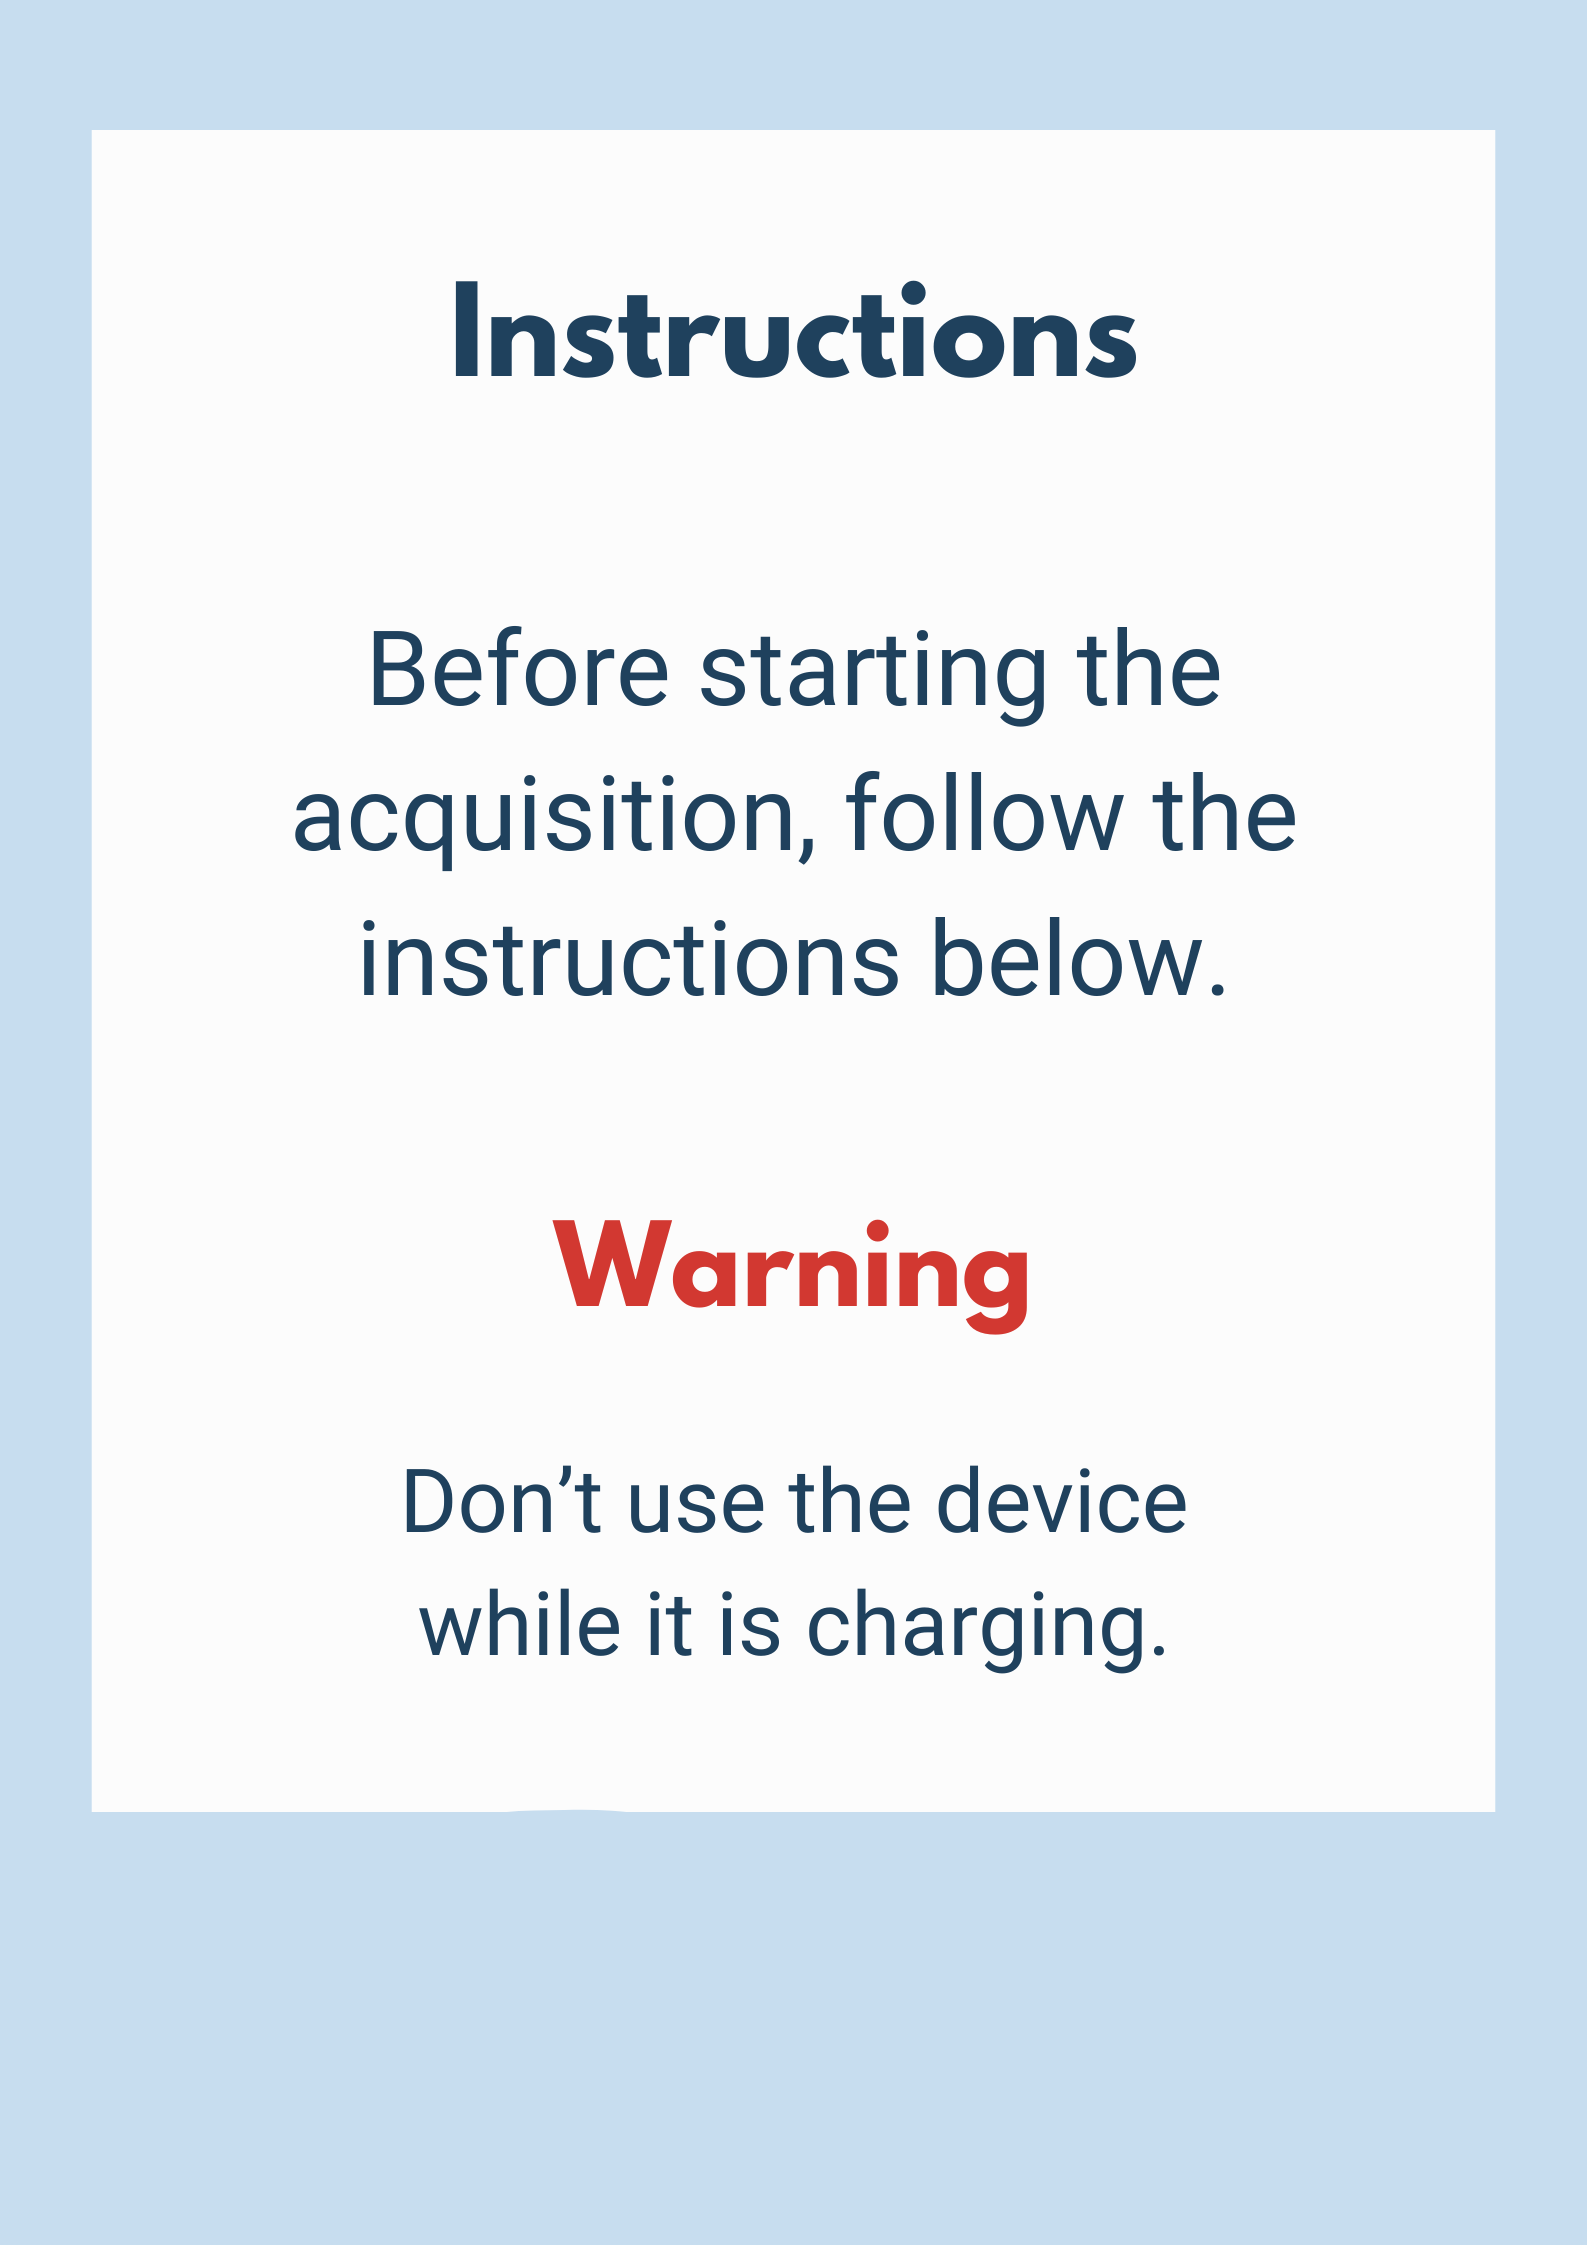 Instructions
Before starting the
acquisition, follow the
instructions below.
Warning
Don’t use the device
while it is charging.